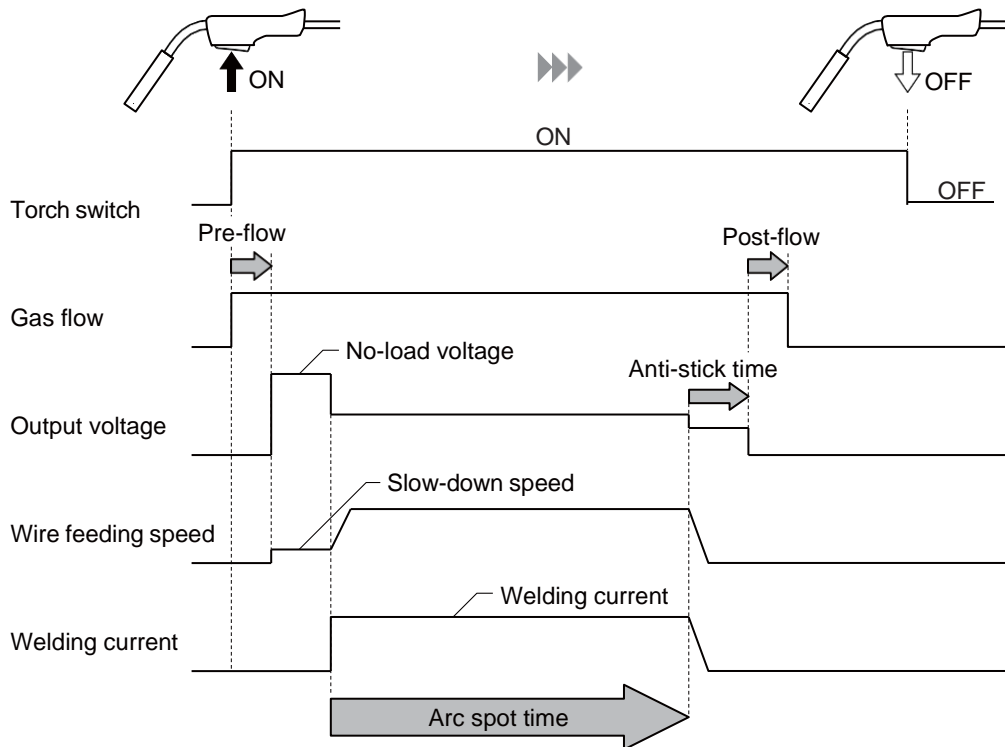 ON
OFF
ON
OFF
Torch switch
Pre-flow
Post-flow
Gas flow
No-load voltage
Anti-stick time
Output voltage
Slow-down speed
Wire feeding speed
Welding current
Welding current
Arc spot time